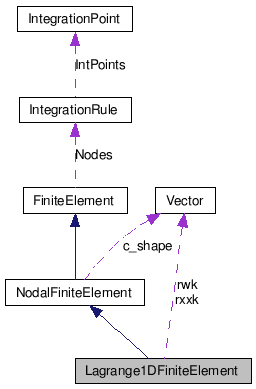 IntegrationPoint
IntPoints
IntegrationRule
Nodes
FiniteElement
Vector
c_shape
rwk
rxxk
NodalFiniteElement
Lagrange1DFiniteElement